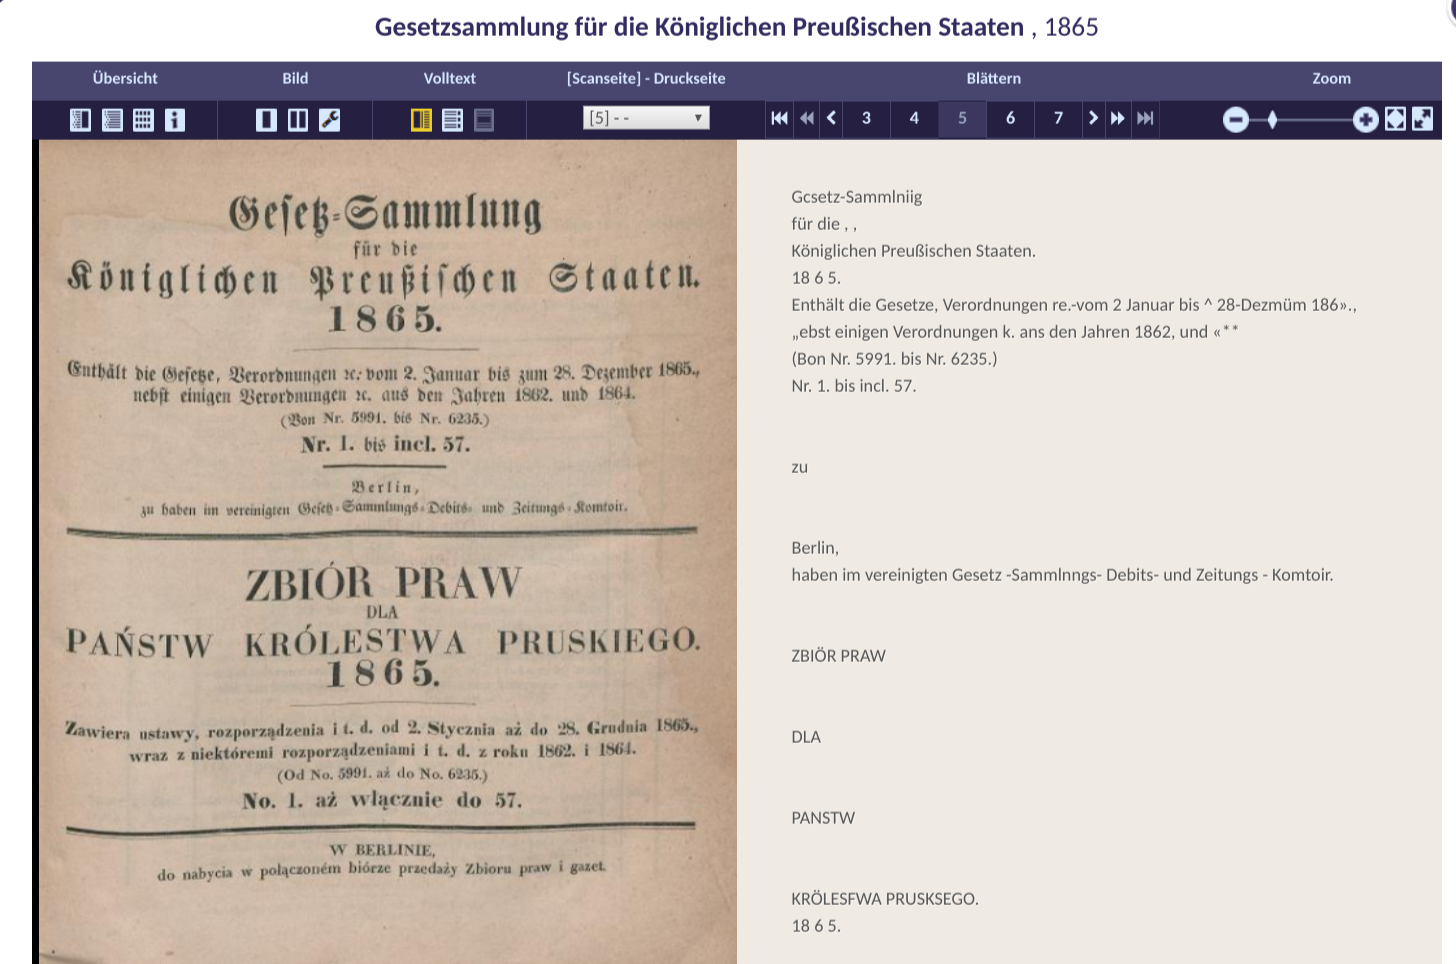 Gesetzsammlung für die Königlichen Preußischen Staaten , 1865
Übersicht Bild Volltext [Scanseite] - Druckseite Blättern Zoom
[5] - - 3 4 5 6 7
Geſetz-Sammlung
für die
Königlichen Preußiſchen Staaten.
1865.
Enthält die Geſetze, Verordnungen ꝛc. vom 2. Januar bis zum 28. Dezember 1865.,
nebſt einigen Verordnungen ꝛc. aus den Jahren 1862. und 1864.
(Von Nr. 5991. bis Nr. 6235.)
Nr. 1. bis incl. 57.
Berlin,
zu haben im vereinigten Geſetz-Sammlungs-Debits- und Zeitungs-Komtoir.
ZBIÓR PRAW
DLA
PAŃSTW KRÓLESTWA PRUSKIEGO.
1865.
Zawiera ustawy, rozporządzenia i t. d. od 2. Stycznia aż do 28. Grudnia 1865.,
wraz z niektóremi rozporządzeniami i t. d. z roku 1862. i 1864.
(Od No. 5991. aż do No. 6235.)
No. 1. aż włącznie do 57.
W BERLINIE,
do nabycia w połączoném biórze przedaży Zbioru praw i gazet.
Gcsetz-Sammlniig
für die , ,
Königlichen Preußischen Staaten.
18 6 5.
Enthält die Gesetze, Verordnungen re.-vom 2 Januar bis ^ 28-Dezmüm 186».,
„ebst einigen Verordnungen k. ans den Jahren 1862, und «**
(Bon Nr. 5991. bis Nr. 6235.)
Nr. 1. bis incl. 57.
zu
Berlin,
haben im vereinigten Gesetz -Sammlnngs- Debits- und Zeitungs - Komtoir.
ZBIÖR PRAW
DLA
PANSTW
KRÖLESFWA PRUSKSEGO.
18 6 5.